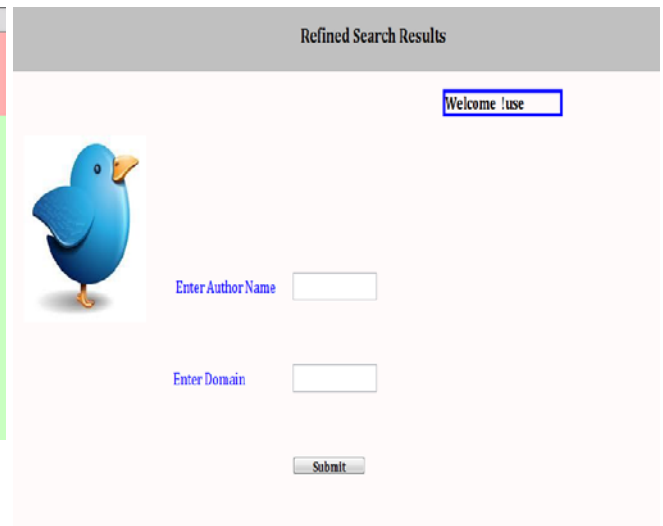 Refined Search Results
Welcome !use
Enter Author Name
Enter Domain
Submit